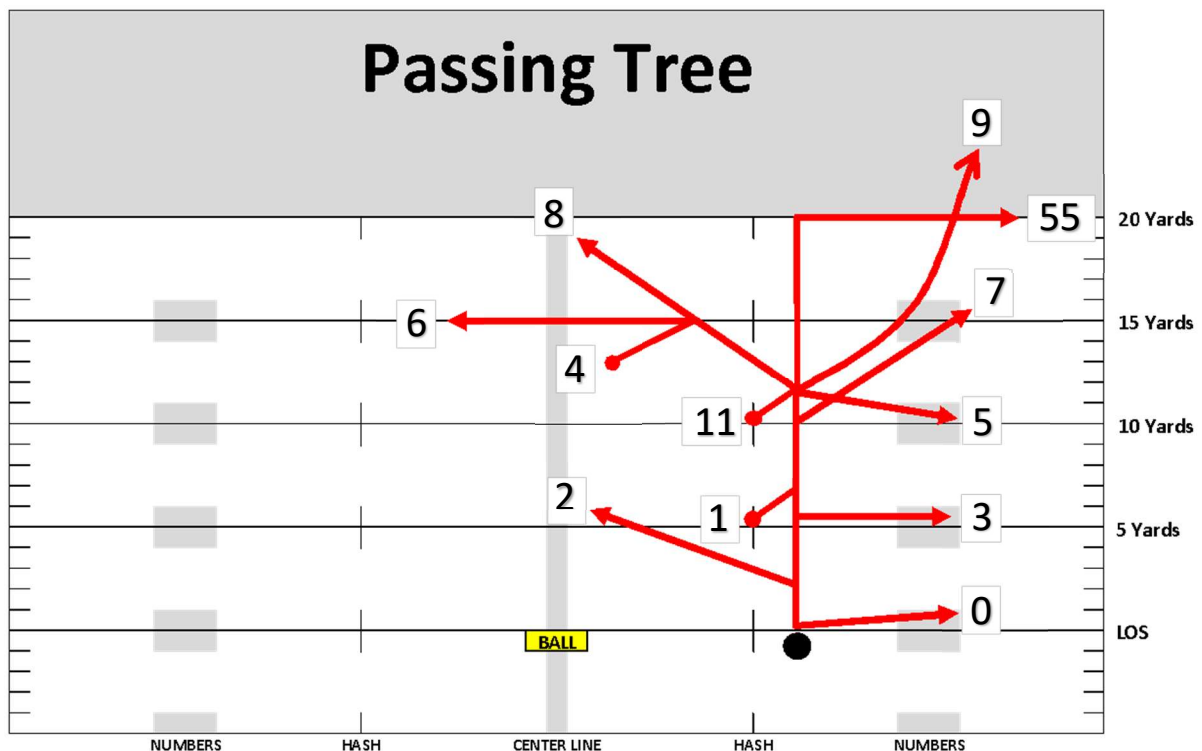 Passing Tree
9
8
55
20 Yards
7
6
15 Yards
4
11
5
10 Yards
2
1
3
5 Yards
0
BALL
LOS
NUMBERS
HASH
CENTER LINE
HASH
NUMBERS